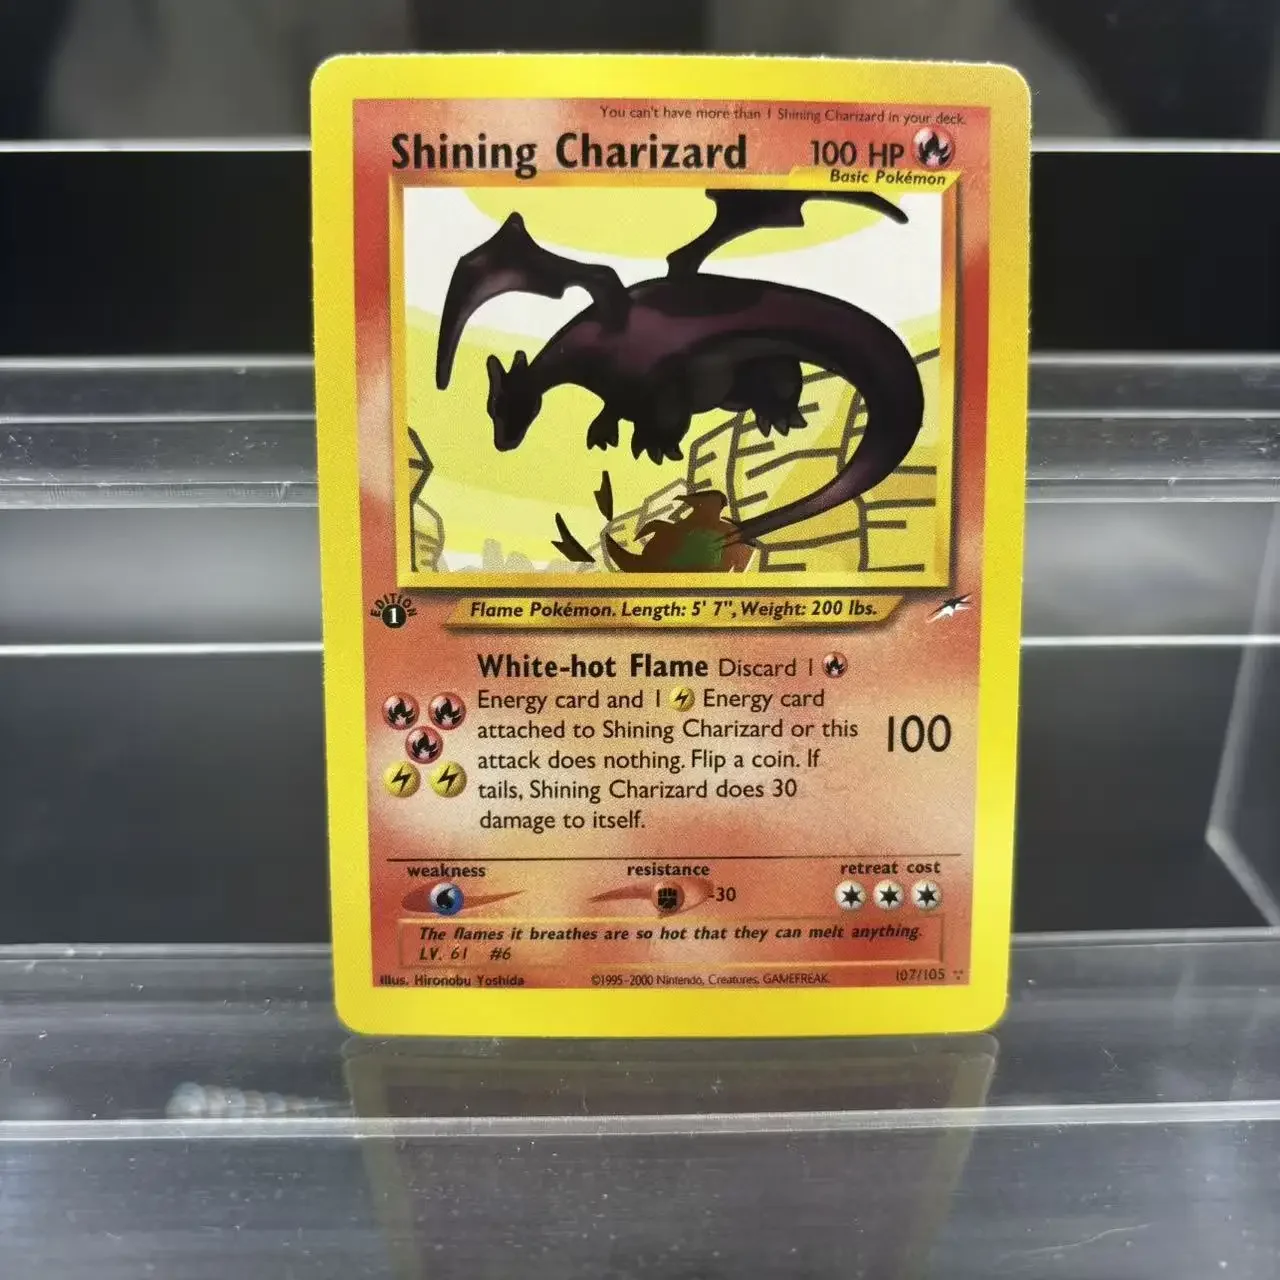 You can't have more than 1 Shining Charizard in your deck.
Shining Charizard 100 HP
Basic Pokémon
EDITION
1
Flame Pokémon. Length: 5' 7", Weight: 200 lbs.
White-hot Flame Discard 1
Energy card and 1 Energy card
attached to Shining Charizard or this
attack does nothing. Flip a coin. If
tails, Shining Charizard does 30
damage to itself.
100
weakness resistance retreat cost
-30
The flames it breathes are so hot that they can melt anything.
LV. 61 #6
Illus. Hironobu Yoshida ©1995-2000 Nintendo, Creatures, GAMEFREAK. 107/105